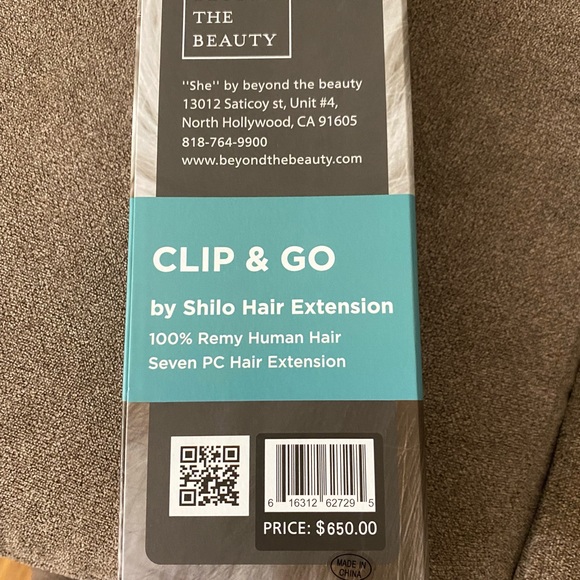 THE
BEAUTY
"She" by beyond the beauty
13012 Saticoy st, Unit #4,
North Hollywood, CA 91605
818-764-9900
www.beyondthebeauty.com
CLIP & GO
by Shilo Hair Extension
100% Remy Human Hair
Seven PC Hair Extension
6 16312 62729 5
PRICE: $650.00
MADE IN
CHINA